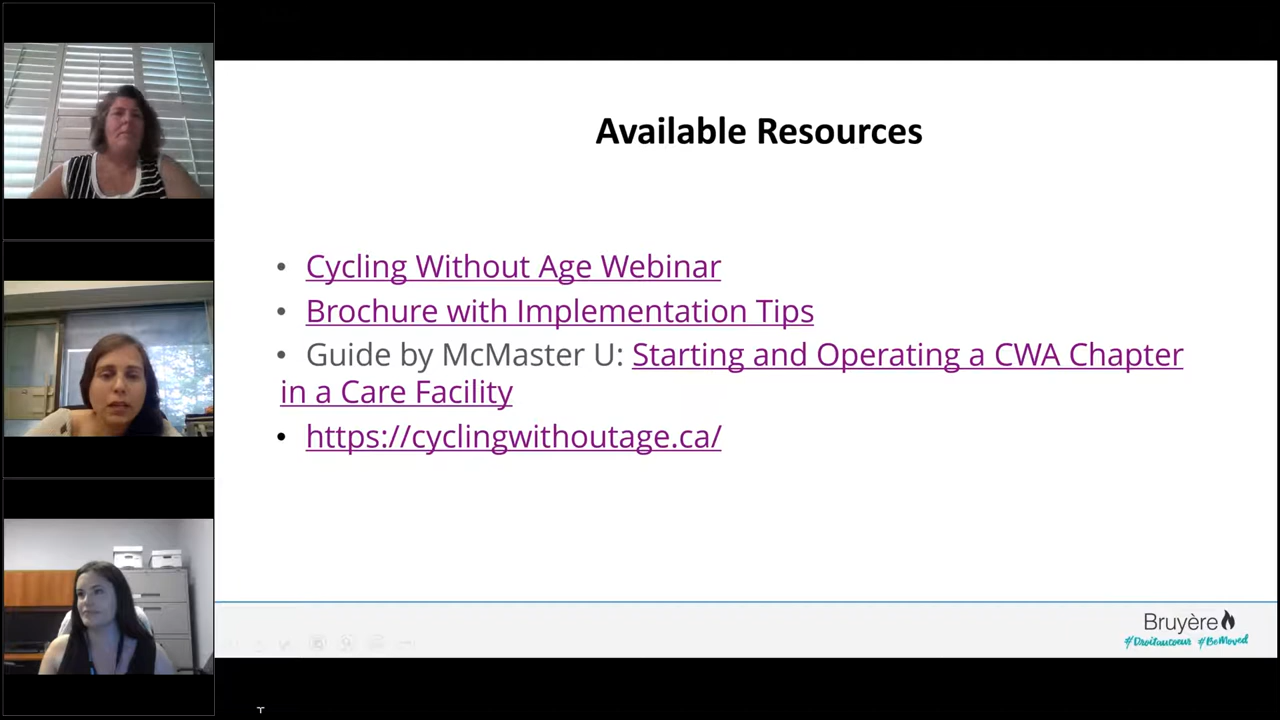 Available Resources
• Cycling Without Age Webinar
• Brochure with Implementation Tips
• Guide by McMaster U: Starting and Operating a CWA Chapter
in a Care Facility
• https://cyclingwithoutage.ca/
Bruyère
#Droitaucoeur #BeMoved